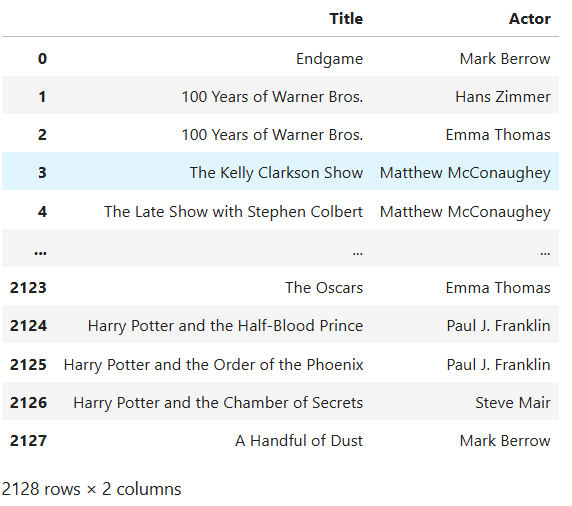 Title Actor
0 Endgame Mark Berrow
1 100 Years of Warner Bros. Hans Zimmer
2 100 Years of Warner Bros. Emma Thomas
3 The Kelly Clarkson Show Matthew McConaughey
4 The Late Show with Stephen Colbert Matthew McConaughey
... ... ...
2123 The Oscars Emma Thomas
2124 Harry Potter and the Half-Blood Prince Paul J. Franklin
2125 Harry Potter and the Order of the Phoenix Paul J. Franklin
2126 Harry Potter and the Chamber of Secrets Steve Mair
2127 A Handful of Dust Mark Berrow
2128 rows × 2 columns